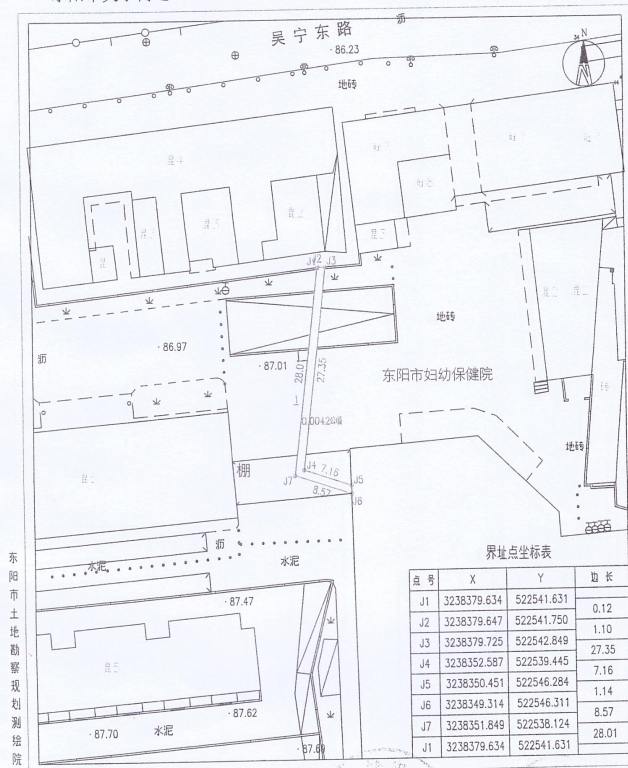 吴宁东路
沥
86.23
N
地砖
J1
J2
J3
地砖
沥
86.97
87.01
28.01
27.35
东阳市妇幼保健院
1
0.0042公顷
地砖
棚
J4
7.16
J5
J7
8.57
J6
沥
水泥
水泥
87.47
87.62
水泥
87.70
87.69
东阳市土地勘察规划测绘院
界址点坐标表
点号 X Y 边长
J1 3238379.634 522541.631
0.12
J2 3238379.647 522541.750
1.10
J3 3238379.725 522542.849
27.35
J4 3238352.587 522539.445
7.16
J5 3238350.451 522546.284
1.14
J6 3238349.314 522546.311
8.57
J7 3238351.849 522538.124
28.01
J1 3238379.634 522541.631